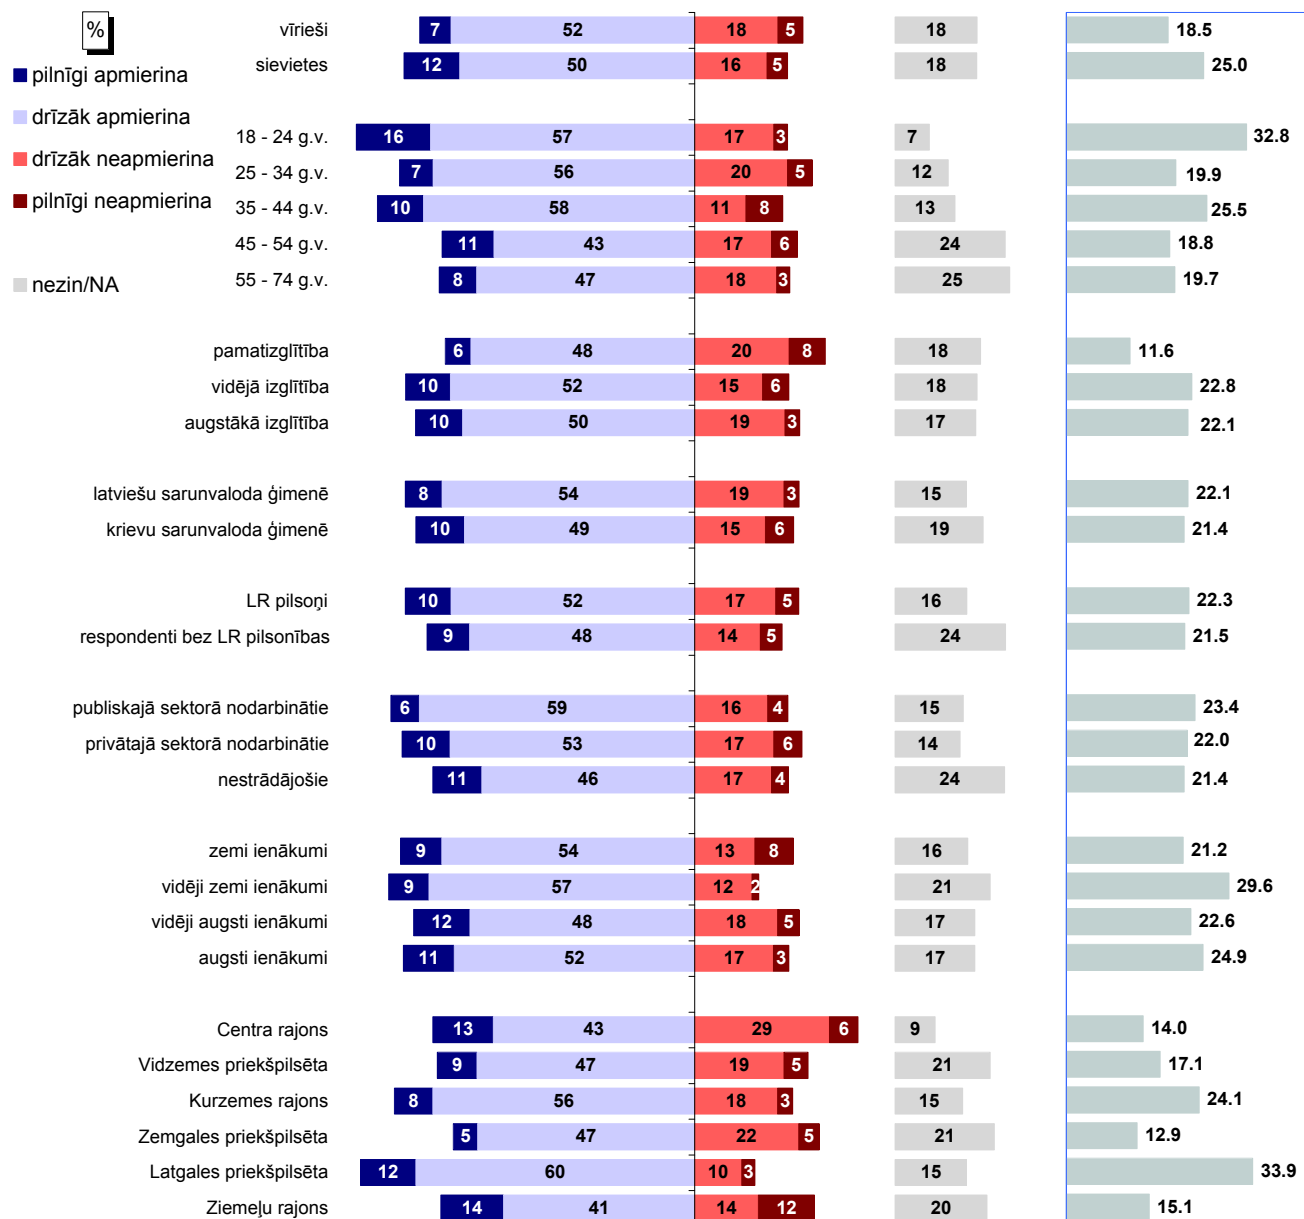 %
pilnīgi apmierina
drīzāk apmierina
drīzāk neapmierina
pilnīgi neapmierina
nezin/NA
vīrieši 7 52 18 5 18 18.5
sievietes 12 50 16 5 18 25.0
18 - 24 g.v. 16 57 17 3 7 32.8
25 - 34 g.v. 7 56 20 5 12 19.9
35 - 44 g.v. 10 58 11 8 13 25.5
45 - 54 g.v. 11 43 17 6 24 18.8
55 - 74 g.v. 8 47 18 3 25 19.7
pamatizglītība 6 48 20 8 18 11.6
vidējā izglītība 10 52 15 6 18 22.8
augstākā izglītība 10 50 19 3 17 22.1
latviešu sarunvaloda ģimenē 8 54 19 3 15 22.1
krievu sarunvaloda ģimenē 10 49 15 6 19 21.4
LR pilsoņi 10 52 17 5 16 22.3
respondenti bez LR pilsonības 9 48 14 5 24 21.5
publiskajā sektorā nodarbinātie 6 59 16 4 15 23.4
privātajā sektorā nodarbinātie 10 53 17 6 14 22.0
nestrādājošie 11 46 17 4 24 21.4
zemi ienākumi 9 54 13 8 16 21.2
vidēji zemi ienākumi 9 57 12 2 21 29.6
vidēji augsti ienākumi 12 48 18 5 17 22.6
augsti ienākumi 11 52 17 3 17 24.9
Centra rajons 13 43 29 6 9 14.0
Vidzemes priekšpilsēta 9 47 19 5 21 17.1
Kurzemes rajons 8 56 18 3 15 24.1
Zemgales priekšpilsēta 5 47 22 5 21 12.9
Latgales priekšpilsēta 12 60 10 3 15 33.9
Ziemeļu rajons 14 41 14 12 20 15.1